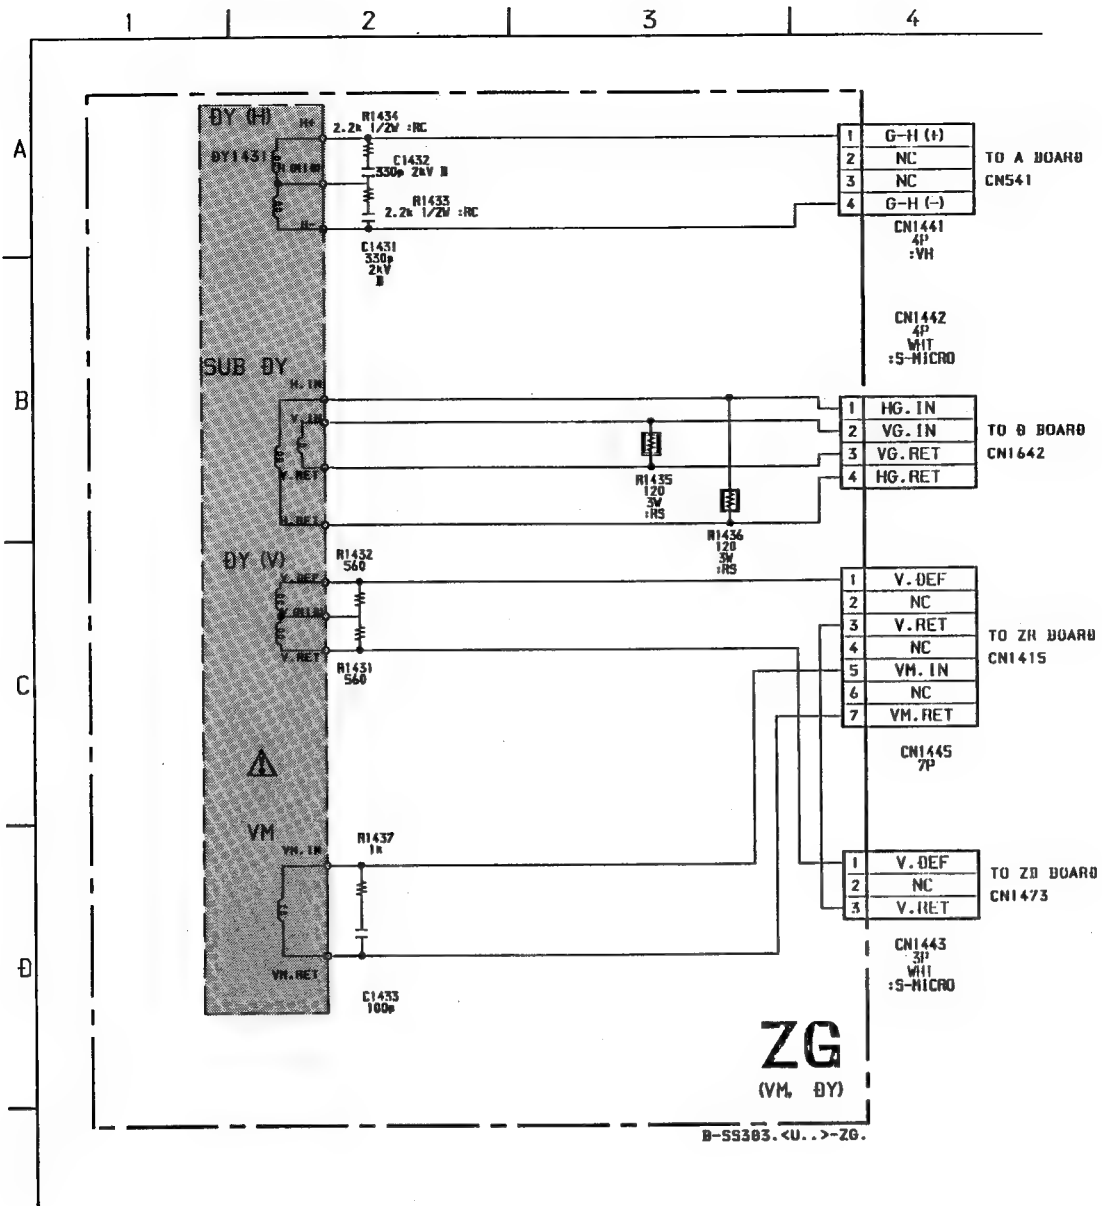 1 2 3 4
A
B
C
D
DY (H)
H+
DY1431
H-
R1434
2.2k 1/2W :RC
C1432
330p 2kV B
R1433
2.2k 1/2W :RC
C1431
330p
2kV
B
1 G-H (+)
2 NC
3 NC
4 G-H (-)
TO A BOARD
CN541
CN1441
4P
:VH
CN1442
4P
WHT
:S-MICRO
SUB DY
H.IN
V.IN
V.RET
H.RET
R1435
120
3W
:RS
R1436
120
3W
:RS
1 HG.IN
2 VG.IN
3 VG.RET
4 HG.RET
TO D BOARD
CN1642
DY (V)
V.DEF
V.RET
R1432
560
R1431
560
1 V.DEF
2 NC
3 V.RET
4 NC
5 VM.IN
6 NC
7 VM.RET
TO ZR BOARD
CN1415
CN1445
7P
VM
VM.IN
VM.RET
R1437
1k
C1433
100p
1 V.DEF
2 NC
3 V.RET
TO ZB BOARD
CN1473
CN1443
3P
WHT
:S-MICRO
ZG
(VM, DY)
B-SS303.<U..>-ZG.